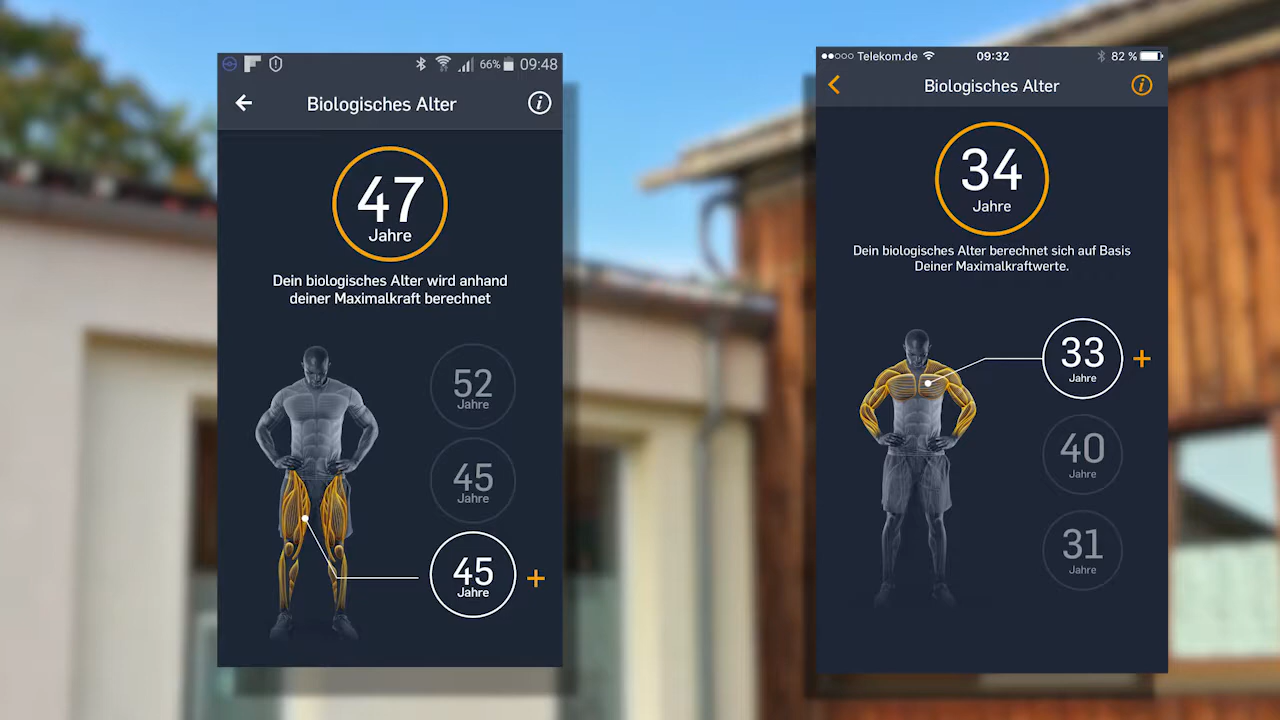 66% 09:48
Biologisches Alter
47
Jahre
Dein biologisches Alter wird anhand
deiner Maximalkraft berechnet
52
Jahre
45
Jahre
45
Jahre
+
Telekom.de 09:32 82 %
Biologisches Alter
34
Jahre
Dein biologisches Alter berechnet sich auf Basis
Deiner Maximalkraftwerte.
33
Jahre
+
40
Jahre
31
Jahre